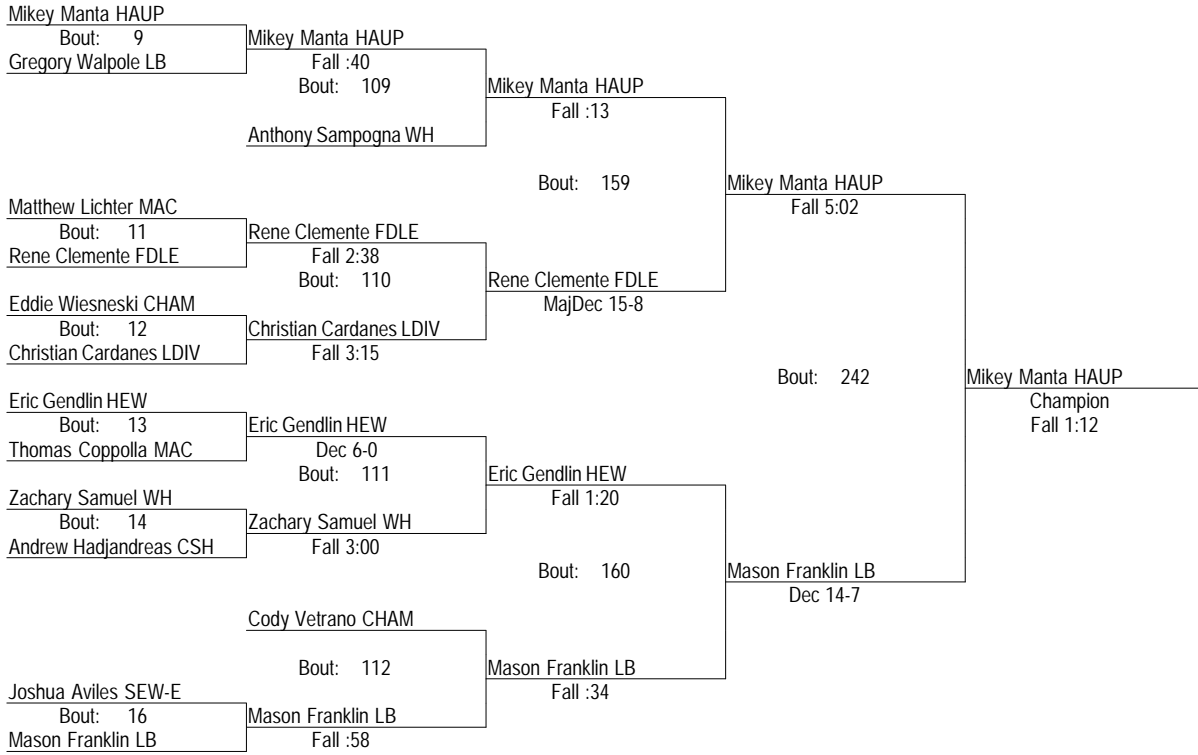 Mikey Manta HAUP
Bout: 9
Mikey Manta HAUP
Gregory Walpole LB
Fall :40
Bout: 109
Mikey Manta HAUP
Fall :13
Anthony Sampogna WH
Bout: 159
Mikey Manta HAUP
Fall 5:02
Matthew Lichter MAC
Bout: 11
Rene Clemente FDLE
Rene Clemente FDLE
Fall 2:38
Bout: 110
Rene Clemente FDLE
MajDec 15-8
Eddie Wiesneski CHAM
Bout: 12
Christian Cardanes LDIV
Christian Cardanes LDIV
Fall 3:15
Bout: 242
Mikey Manta HAUP
Champion
Fall 1:12
Eric Gendlin HEW
Bout: 13
Eric Gendlin HEW
Thomas Coppolla MAC
Dec 6-0
Bout: 111
Eric Gendlin HEW
Fall 1:20
Zachary Samuel WH
Bout: 14
Zachary Samuel WH
Andrew Hadjandreas CSH
Fall 3:00
Bout: 160
Mason Franklin LB
Dec 14-7
Cody Vetrano CHAM
Bout: 112
Mason Franklin LB
Fall :34
Joshua Aviles SEW-E
Bout: 16
Mason Franklin LB
Mason Franklin LB
Fall :58